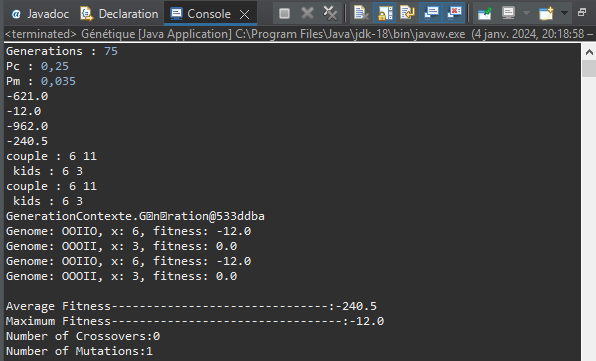 @ Javadoc Declaration Console
<terminated> Génétique [Java Application] C:\Program Files\Java\jdk-18\bin\javaw.exe (4 janv. 2024, 20:18:58 –
Generations : 75
Pc : 0,25
Pm : 0,035
-621.0
-12.0
-962.0
-240.5
couple : 6 11
kids : 6 3
couple : 6 11
kids : 6 3
GenerationContexte.G�n�ration@533ddba
Genome: OOIIO, x: 6, fitness: -12.0
Genome: OOOII, x: 3, fitness: 0.0
Genome: OOIIO, x: 6, fitness: -12.0
Genome: OOOII, x: 3, fitness: 0.0
Average Fitness------------------------------:-240.5
Maximum Fitness--------------------------------:-12.0
Number of Crossovers:0
Number of Mutations:1